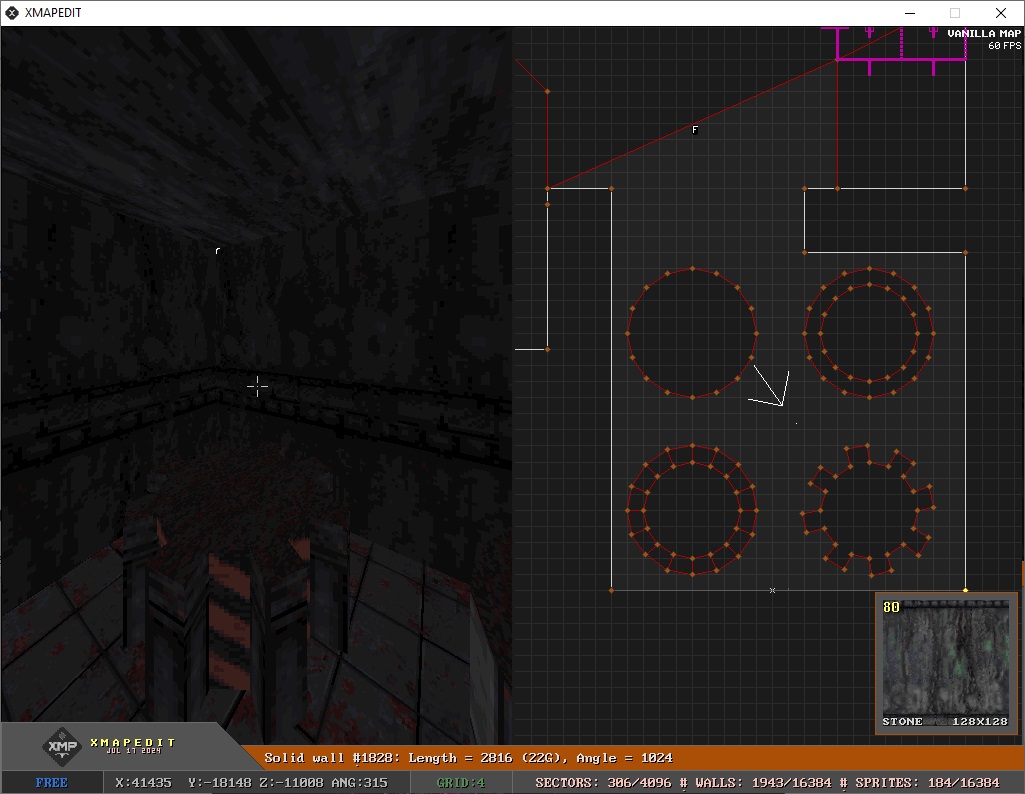 XMAPEDIT
VANILLA MAP
60 FPS
F
r
80
STONE 128X128
XMP XMAPEDIT
JUL 17 2024
Solid wall #1828: Length = 2816 (22G), Angle = 1024
FREE X:41435 Y:-18148 Z:-11008 ANG:315 GRID:4 SECTORS: 306/4096 # WALLS: 1943/16384 # SPRITES: 184/16384